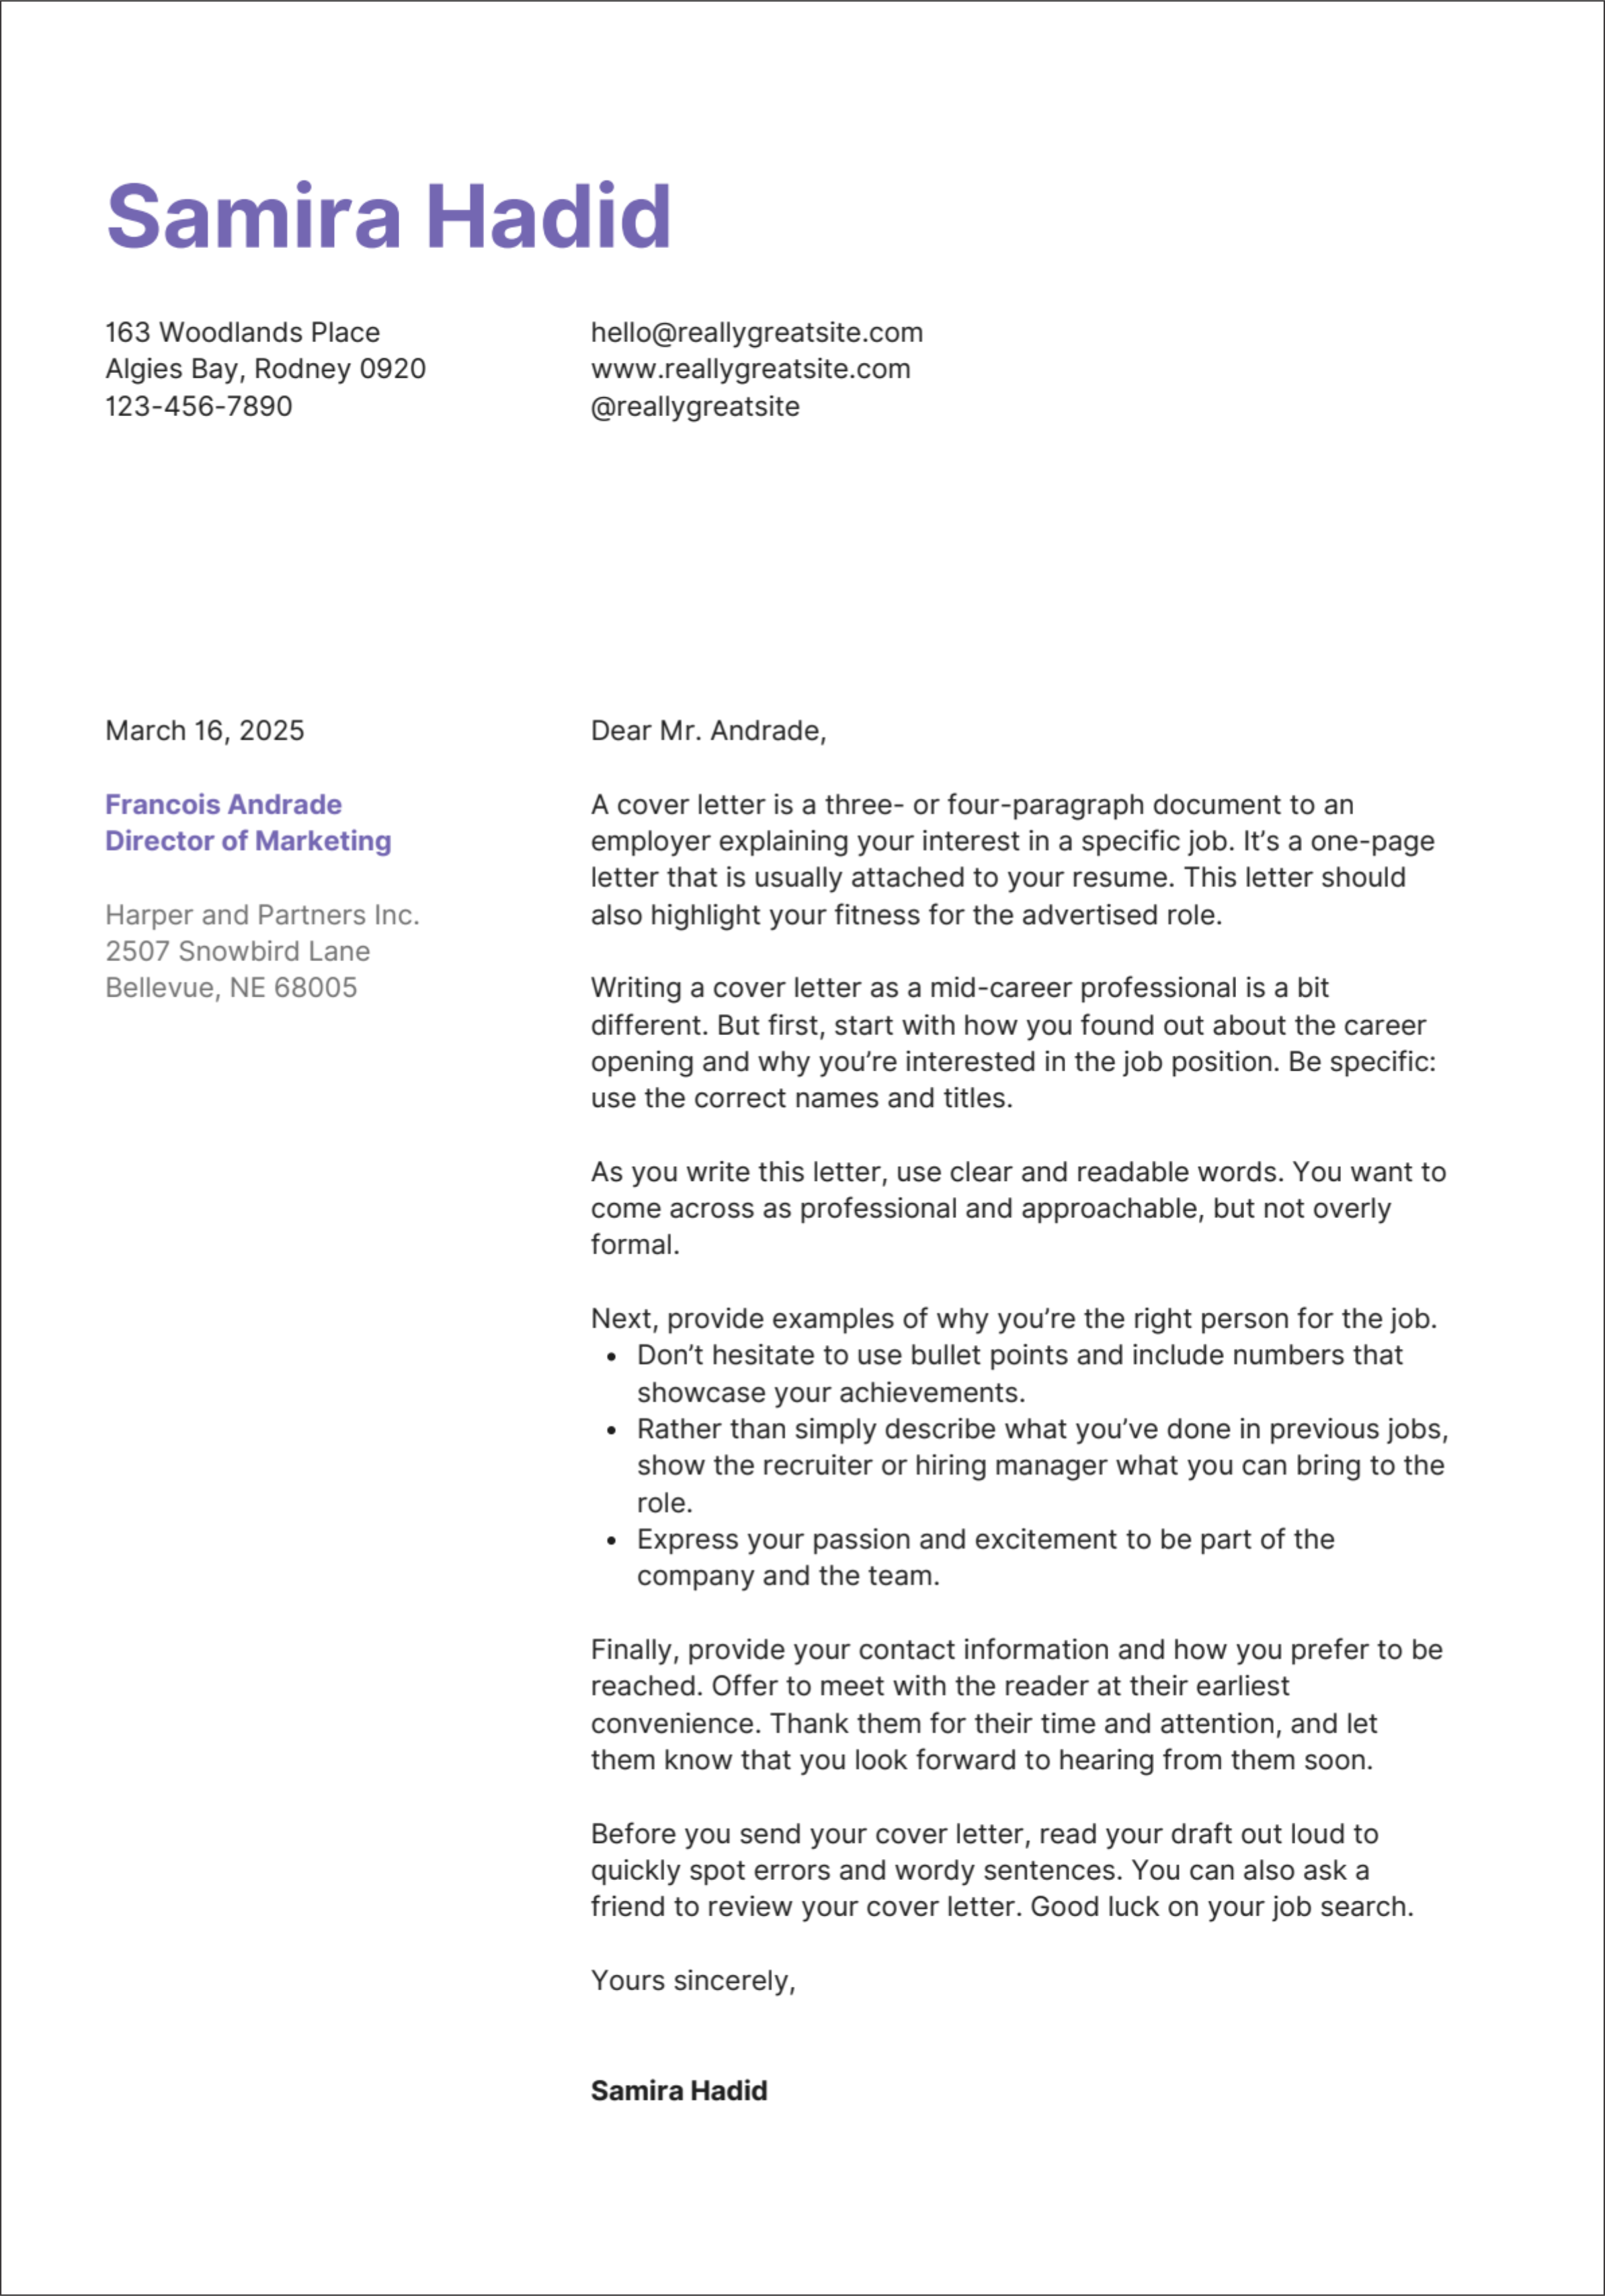 Samira Hadid
163 Woodlands Place
Algies Bay, Rodney 0920
123-456-7890
hello@reallygreatsite.com
www.reallygreatsite.com
@reallygreatsite
March 16, 2025
Francois Andrade
Director of Marketing
Harper and Partners Inc.
2507 Snowbird Lane
Bellevue, NE 68005
Dear Mr. Andrade,
A cover letter is a three- or four-paragraph document to an
employer explaining your interest in a specific job. It’s a one-page
letter that is usually attached to your resume. This letter should
also highlight your fitness for the advertised role.
Writing a cover letter as a mid-career professional is a bit
different. But first, start with how you found out about the career
opening and why you’re interested in the job position. Be specific:
use the correct names and titles.
As you write this letter, use clear and readable words. You want to
come across as professional and approachable, but not overly
formal.
Next, provide examples of why you’re the right person for the job.
• Don’t hesitate to use bullet points and include numbers that
showcase your achievements.
• Rather than simply describe what you’ve done in previous jobs,
show the recruiter or hiring manager what you can bring to the
role.
• Express your passion and excitement to be part of the
company and the team.
Finally, provide your contact information and how you prefer to be
reached. Offer to meet with the reader at their earliest
convenience. Thank them for their time and attention, and let
them know that you look forward to hearing from them soon.
Before you send your cover letter, read your draft out loud to
quickly spot errors and wordy sentences. You can also ask a
friend to review your cover letter. Good luck on your job search.
Yours sincerely,
Samira Hadid